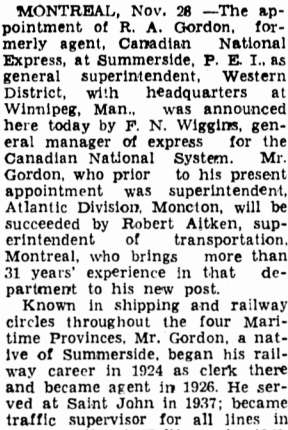 MONTREAL, Nov. 28 —The ap-
pointment of R. A. Gordon, for-
merly agent, Canadian National
Express, at Summerside, P. E. I., as
general superintendent, Western
District, with headquarters at
Winnipeg, Man., was announced
here today by F. N. Wiggins, gen-
eral manager of express for the
Canadian National System. Mr.
Gordon, who prior to his present
appointment was superintendent,
Atlantic Division, Moncton, will be
succeeded by Robert Aitken, sup-
erintendent of transportation,
Montreal, who brings more than
31 years' experience in that de-
partment to his new post.
Known in shipping and railway
circles throughout the four Mari-
time Provinces, Mr. Gordon, a nat-
ive of Summerside, began his rail-
way career in 1924 as clerk there
and became agent in 1926. He ser-
ved at Saint John in 1937; became
traffic supervisor for all lines in